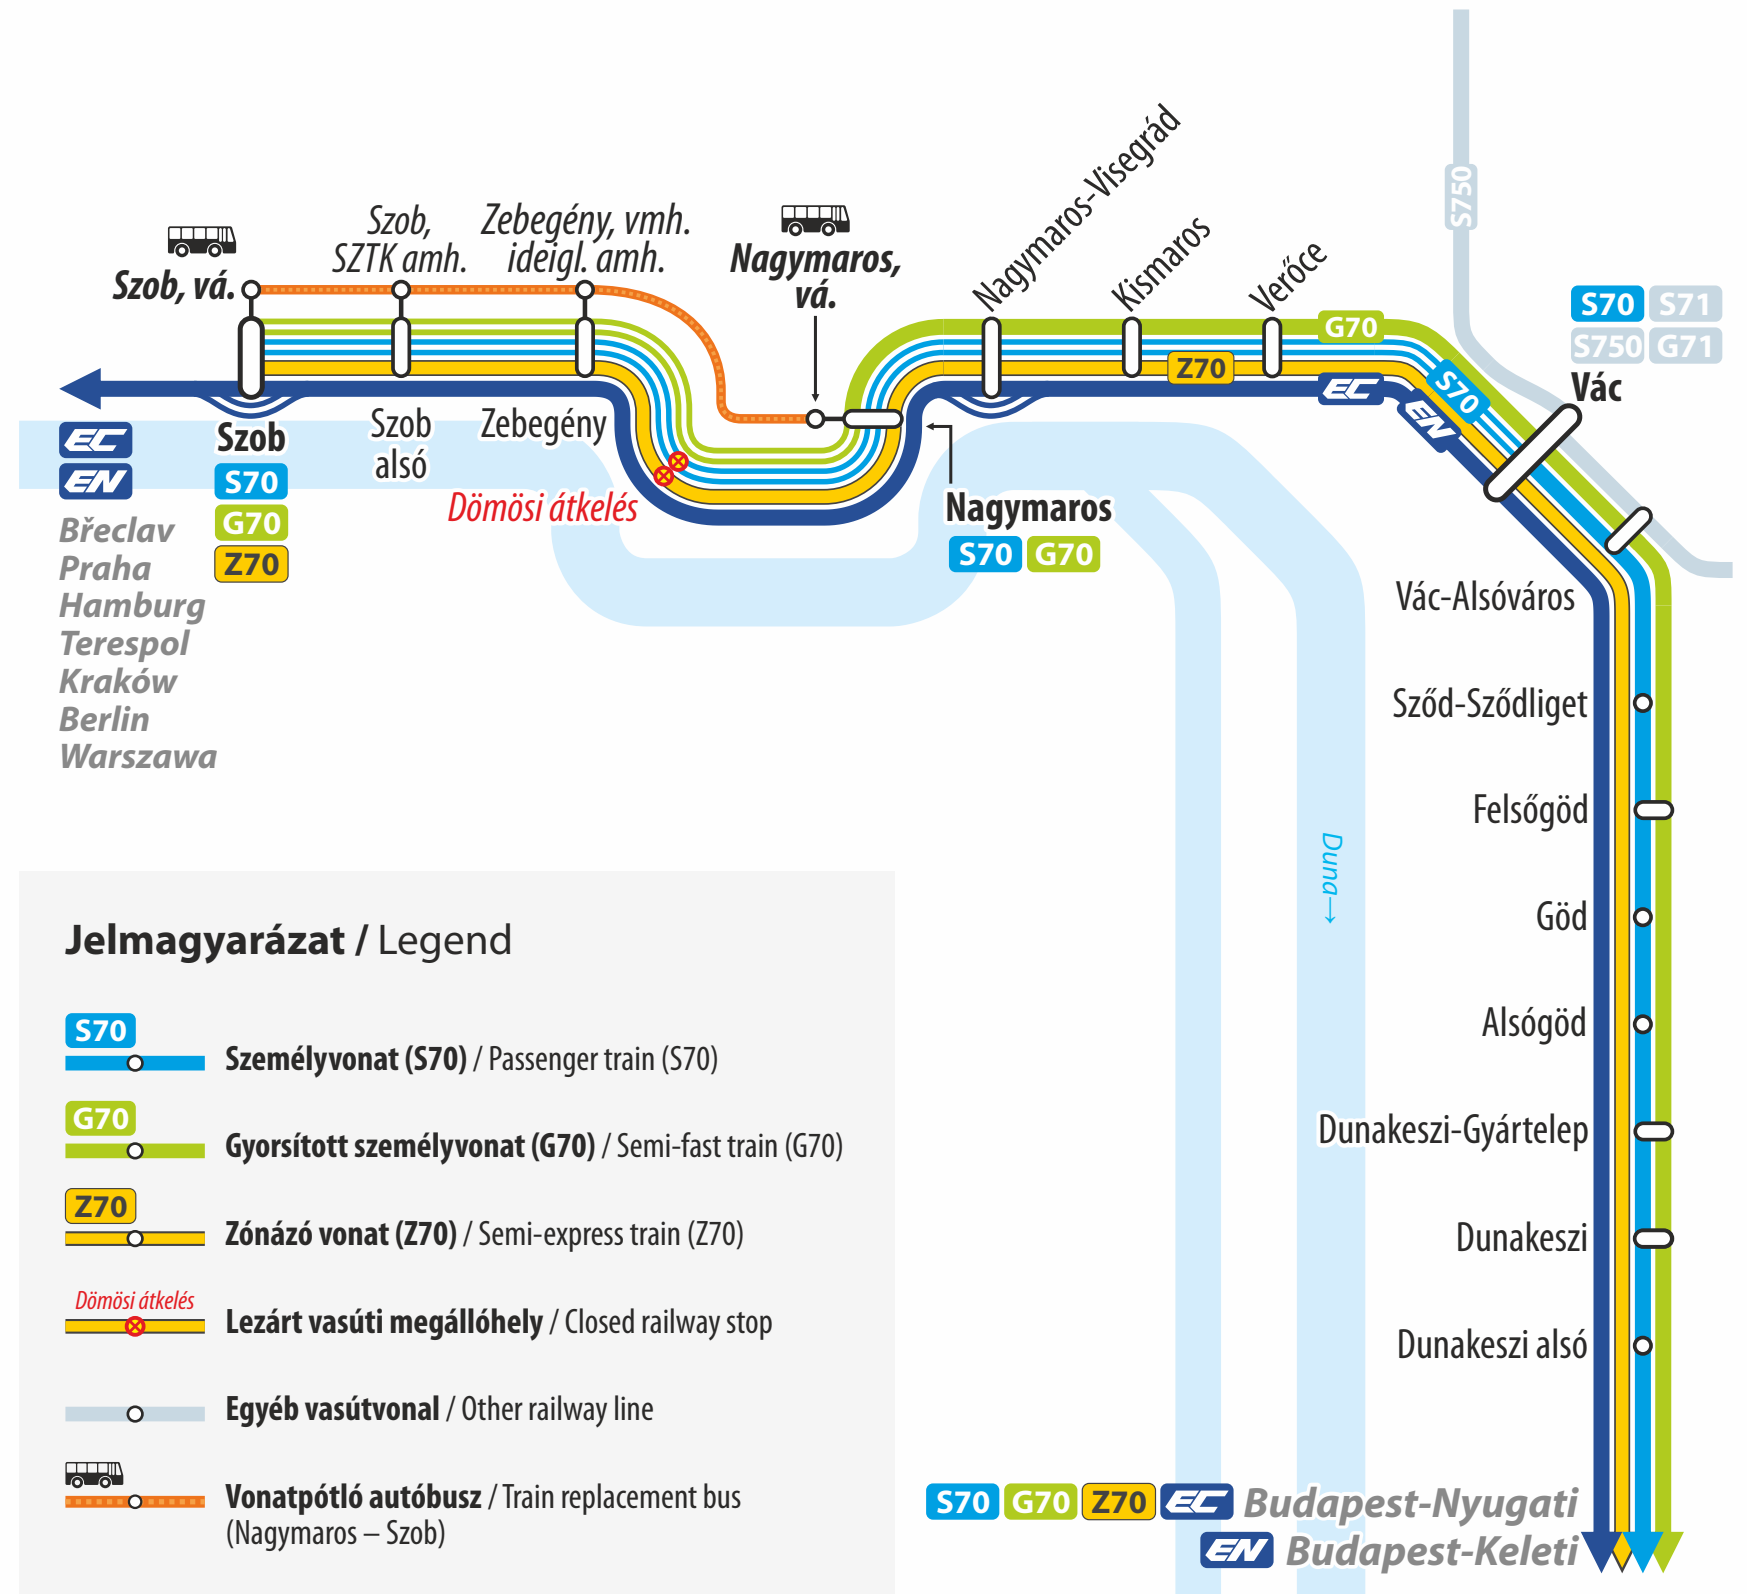 S750
Nagymaros-Visegrád
Kismaros
Verőce
Szob,
SZTK amh.
Zebegény, vmh.
ideigl. amh.
Nagymaros,
vá.
Szob, vá.
G70
Z70
EC
S70
EN
S70 S71
S750 G71
Vác
EC
EN
Szob
S70
G70
Z70
Szob
alsó
Zebegény
Dömösi átkelés
Nagymaros
S70 G70
Břeclav
Praha
Hamburg
Terespol
Kraków
Berlin
Warszawa
Vác-Alsóváros
Sződ-Sződliget
Felsőgöd
Duna→
Göd
Alsógöd
Dunakeszi-Gyártelep
Dunakeszi
Dunakeszi alsó
Jelmagyarázat / Legend
S70
Személyvonat (S70) / Passenger train (S70)
G70
Gyorsított személyvonat (G70) / Semi-fast train (G70)
Z70
Zónázó vonat (Z70) / Semi-express train (Z70)
Dömösi átkelés
Lezárt vasúti megállóhely / Closed railway stop
Egyéb vasútvonal / Other railway line
Vonatpótló autóbusz / Train replacement bus
(Nagymaros – Szob)
S70 G70 Z70 EC Budapest-Nyugati
EN Budapest-Keleti